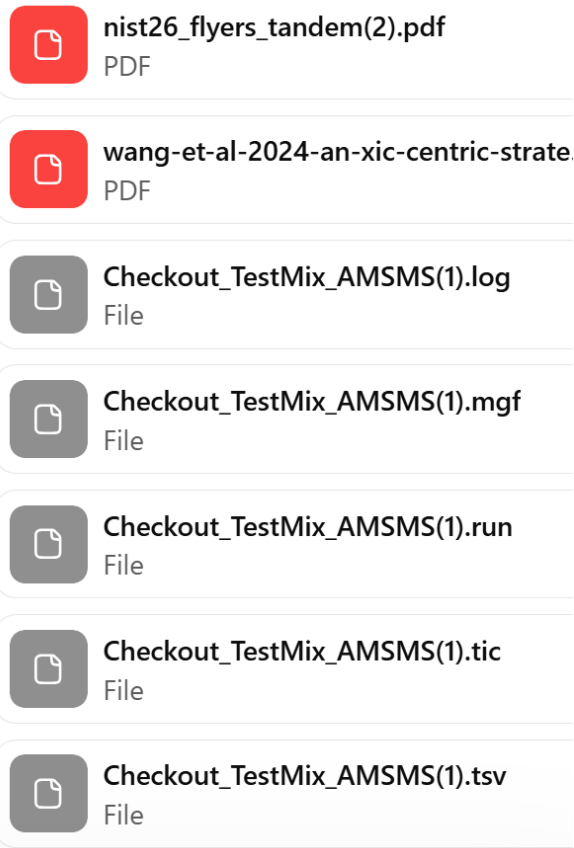 nist26_flyers_tandem(2).pdf
PDF
wang-et-al-2024-an-xic-centric-strate.
PDF
Checkout_TestMix_AMSMS(1).log
File
Checkout_TestMix_AMSMS(1).mgf
File
Checkout_TestMix_AMSMS(1).run
File
Checkout_TestMix_AMSMS(1).tic
File
Checkout_TestMix_AMSMS(1).tsv
File